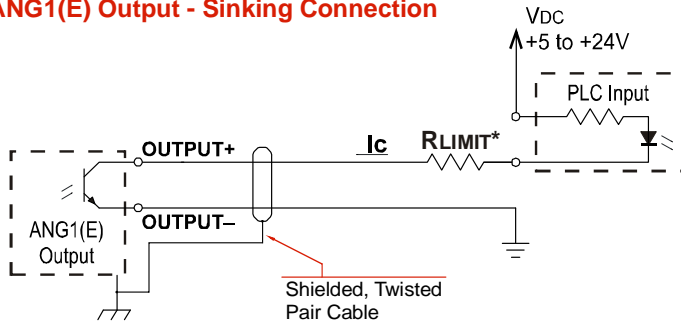 ANG1(E) Output - Sinking Connection
VDC
+5 to +24V
PLC Input
OUTPUT+
Ic
RLIMIT*
ANG1(E)
Output
OUTPUT–
Shielded, Twisted
Pair Cable